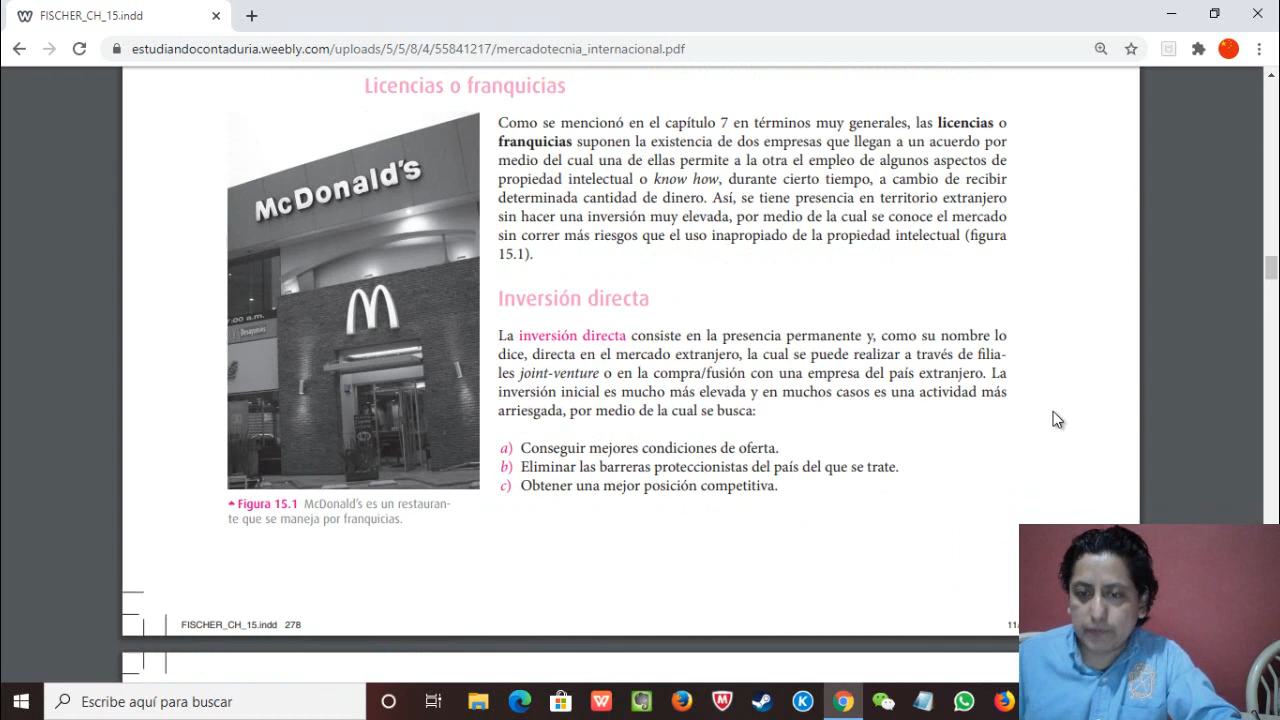 FISCHER_CH_15.indd
estudiandocontaduria.weebly.com/uploads/5/5/8/4/55841217/mercadotecnia_internacional.pdf
Licencias o franquicias
McDonald's
Desayunos
Como se mencionó en el capítulo 7 en términos muy generales, las licencias o
franquicias suponen la existencia de dos empresas que llegan a un acuerdo por
medio del cual una de ellas permite a la otra el empleo de algunos aspectos de
propiedad intelectual o know how, durante cierto tiempo, a cambio de recibir
determinada cantidad de dinero. Así, se tiene presencia en territorio extranjero
sin hacer una inversión muy elevada, por medio de la cual se conoce el mercado
sin correr más riesgos que el uso inapropiado de la propiedad intelectual (figura
15.1).
Inversión directa
La inversión directa consiste en la presencia permanente y, como su nombre lo
dice, directa en el mercado extranjero, la cual se puede realizar a través de filia-
les joint-venture o en la compra/fusión con una empresa del país extranjero. La
inversión inicial es mucho más elevada y en muchos casos es una actividad más
arriesgada, por medio de la cual se busca:
a) Conseguir mejores condiciones de oferta.
b) Eliminar las barreras proteccionistas del país del que se trate.
c) Obtener una mejor posición competitiva.
Figura 15.1 McDonald's es un restauran-
te que se maneja por franquicias.
FISCHER_CH_15.indd 278
11
Escribe aquí para buscar